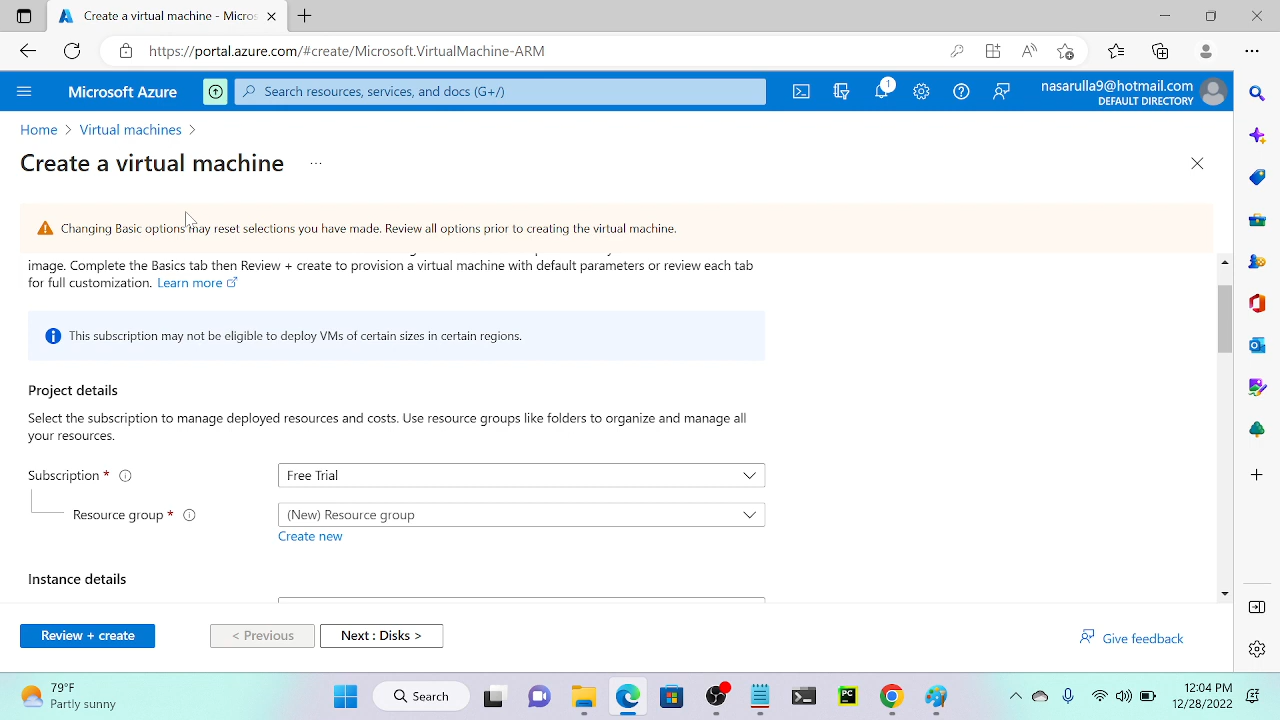 Create a virtual machine - Micros
https://portal.azure.com/#create/Microsoft.VirtualMachine-ARM
Microsoft Azure
Search resources, services, and docs (G+/)
1
nasarulla9@hotmail.com
DEFAULT DIRECTORY
Home > Virtual machines >
Create a virtual machine ...
Changing Basic options may reset selections you have made. Review all options prior to creating the virtual machine.
image. Complete the Basics tab then Review + create to provision a virtual machine with default parameters or review each tab
for full customization. Learn more
This subscription may not be eligible to deploy VMs of certain sizes in certain regions.
Project details
Select the subscription to manage deployed resources and costs. Use resource groups like folders to organize and manage all
your resources.
Subscription *
Free Trial
Resource group *
(New) Resource group
Create new
Instance details
Review + create
< Previous
Next : Disks >
Give feedback
79°F
Partly sunny
Search
PC
12:04 PM
12/28/2022